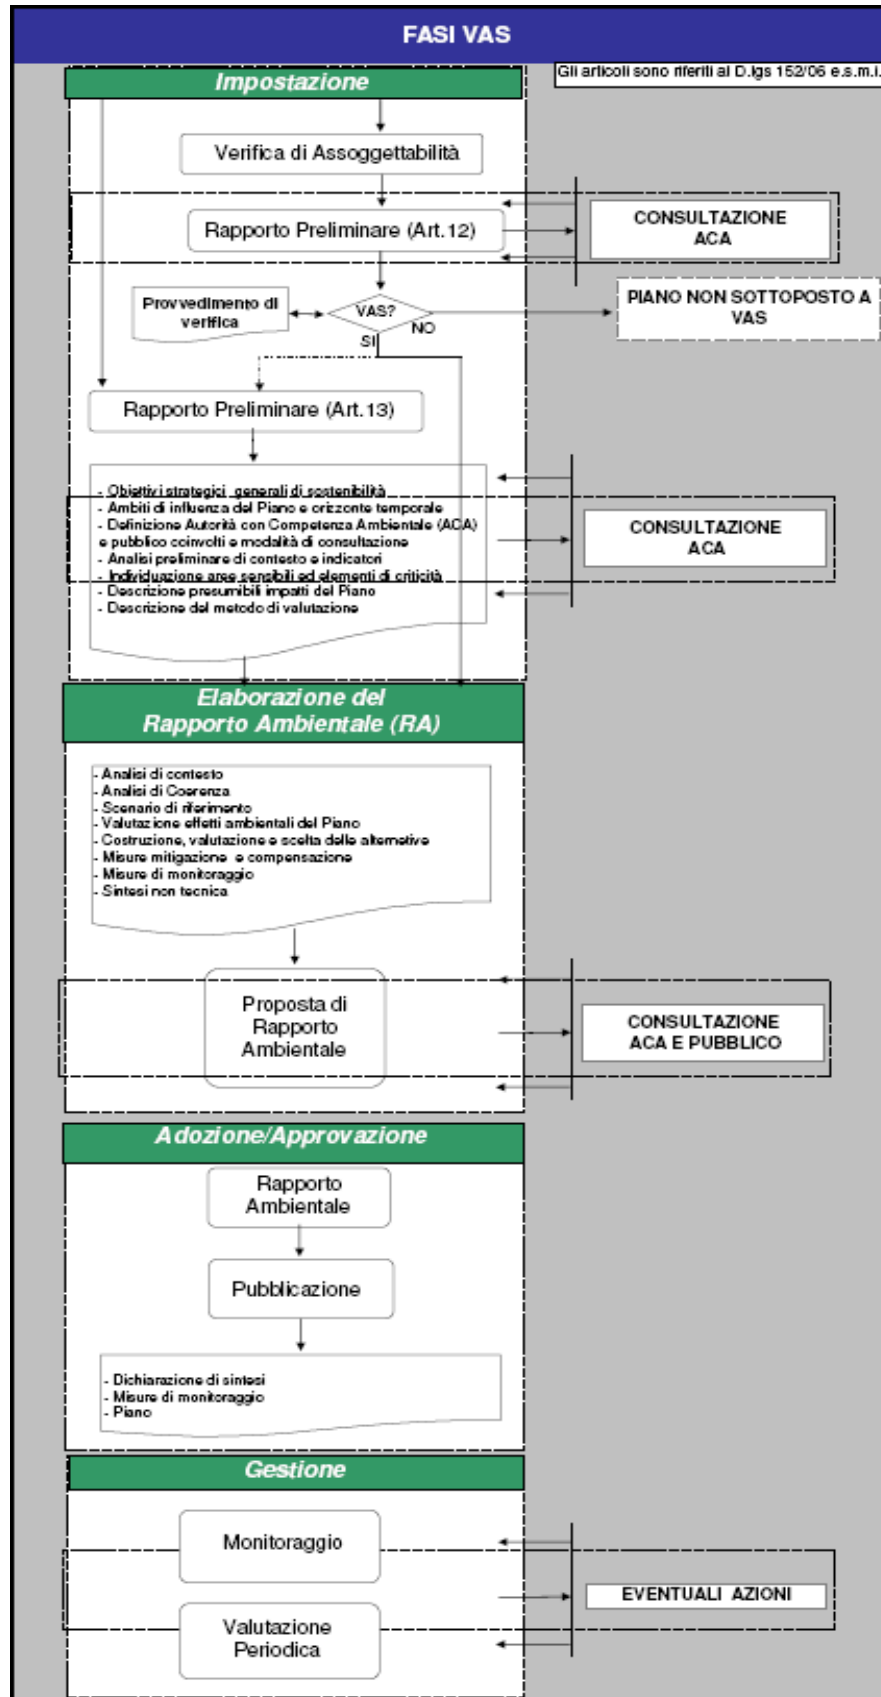 FASI VAS
Gli articoli sono riferiti al D.lgs 152/06 e.s.m.i.
Impostazione
Verifica di Assoggettabilità
Rapporto Preliminare (Art.12)
CONSULTAZIONE
ACA
Provvedimento di
verifica
VAS?
NO
SI
PIANO NON SOTTOPOSTO A
VAS
Rapporto Preliminare (Art.13)
- Obiettivi strategici generali di sostenibilità
- Ambiti di influenza del Piano e orizzonte temporale
- Definizione Autorità con Competenza Ambientale (ACA)
e pubblico coinvolti e modalità di consultazione
- Analisi preliminare di contesto e indicatori
- Individuazione aree sensibili ed elementi di criticità
- Descrizione presumibili impatti del Piano
- Descrizione del metodo di valutazione
CONSULTAZIONE
ACA
Elaborazione del
Rapporto Ambientale (RA)
- Analisi di contesto
- Analisi di Coerenza
- Scenario di riferimento
- Valutazione effetti ambientali del Piano
- Costruzione, valutazione e scelta delle alternetive
- Misure mitigazione e compensazione
- Misure di monitoraggio
- Sintesi non tecnica
Proposta di
Rapporto
Ambientale
CONSULTAZIONE
ACA E PUBBLICO
Adozione/Approvazione
Rapporto
Ambientale
Pubblicazione
- Dichiarazione di sintesi
- Misure di monitoraggio
- Piano
Gestione
Monitoraggio
EVENTUALI AZIONI
Valutazione
Periodica